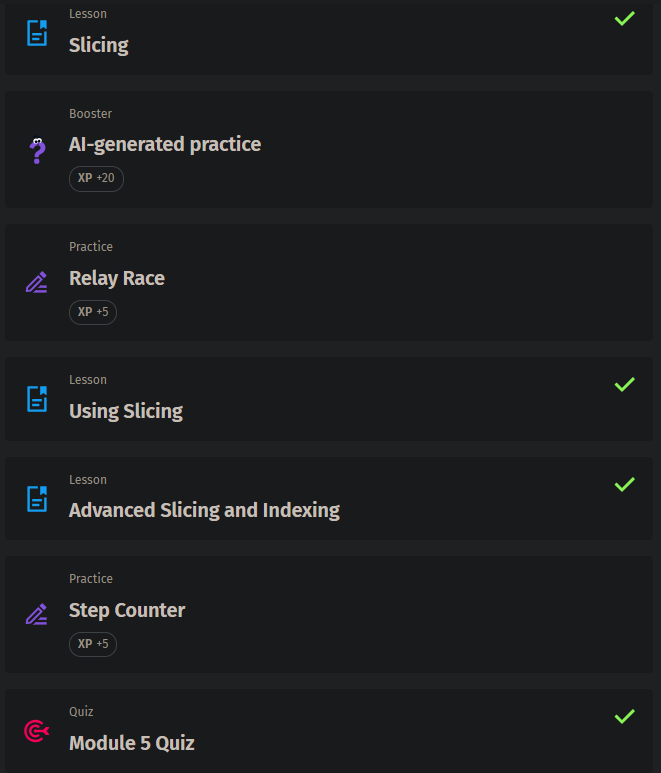 Lesson
Slicing
Booster
AI-generated practice
XP +20
Practice
Relay Race
XP +5
Lesson
Using Slicing
Lesson
Advanced Slicing and Indexing
Practice
Step Counter
XP +5
Quiz
Module 5 Quiz